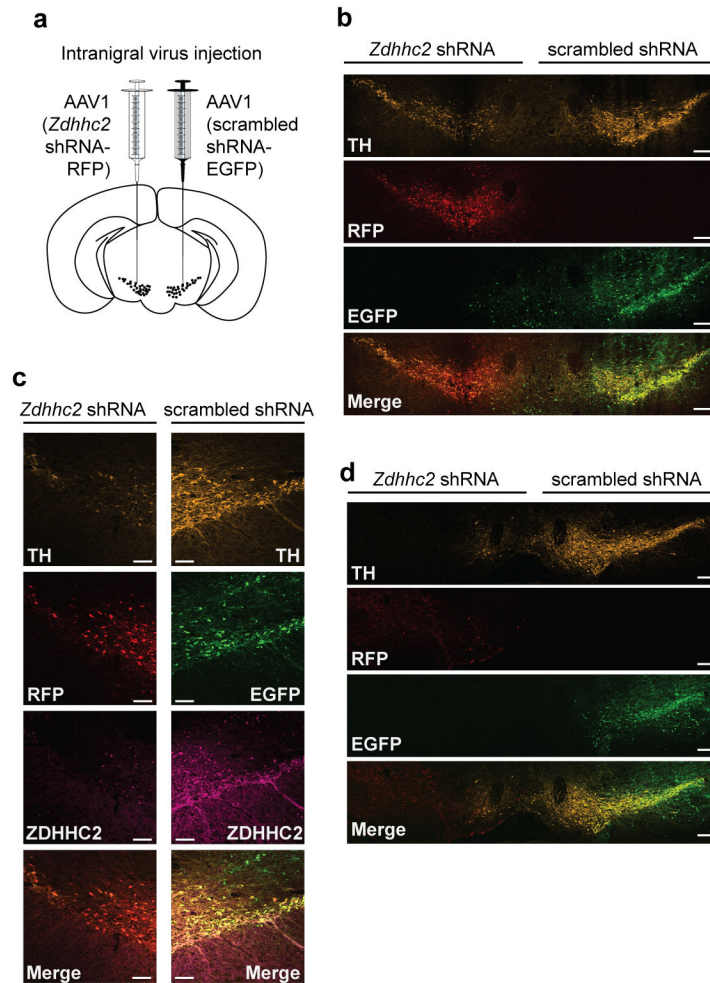 a
Intranigral virus injection
AAV1
(Zdhhc2
shRNA-
RFP)
AAV1
(scrambled
shRNA-
EGFP)
b
Zdhhc2 shRNA
scrambled shRNA
TH
RFP
EGFP
Merge
c
Zdhhc2 shRNA
scrambled shRNA
TH
TH
RFP
EGFP
ZDHHC2
ZDHHC2
Merge
Merge
d
Zdhhc2 shRNA
scrambled shRNA
TH
RFP
EGFP
Merge